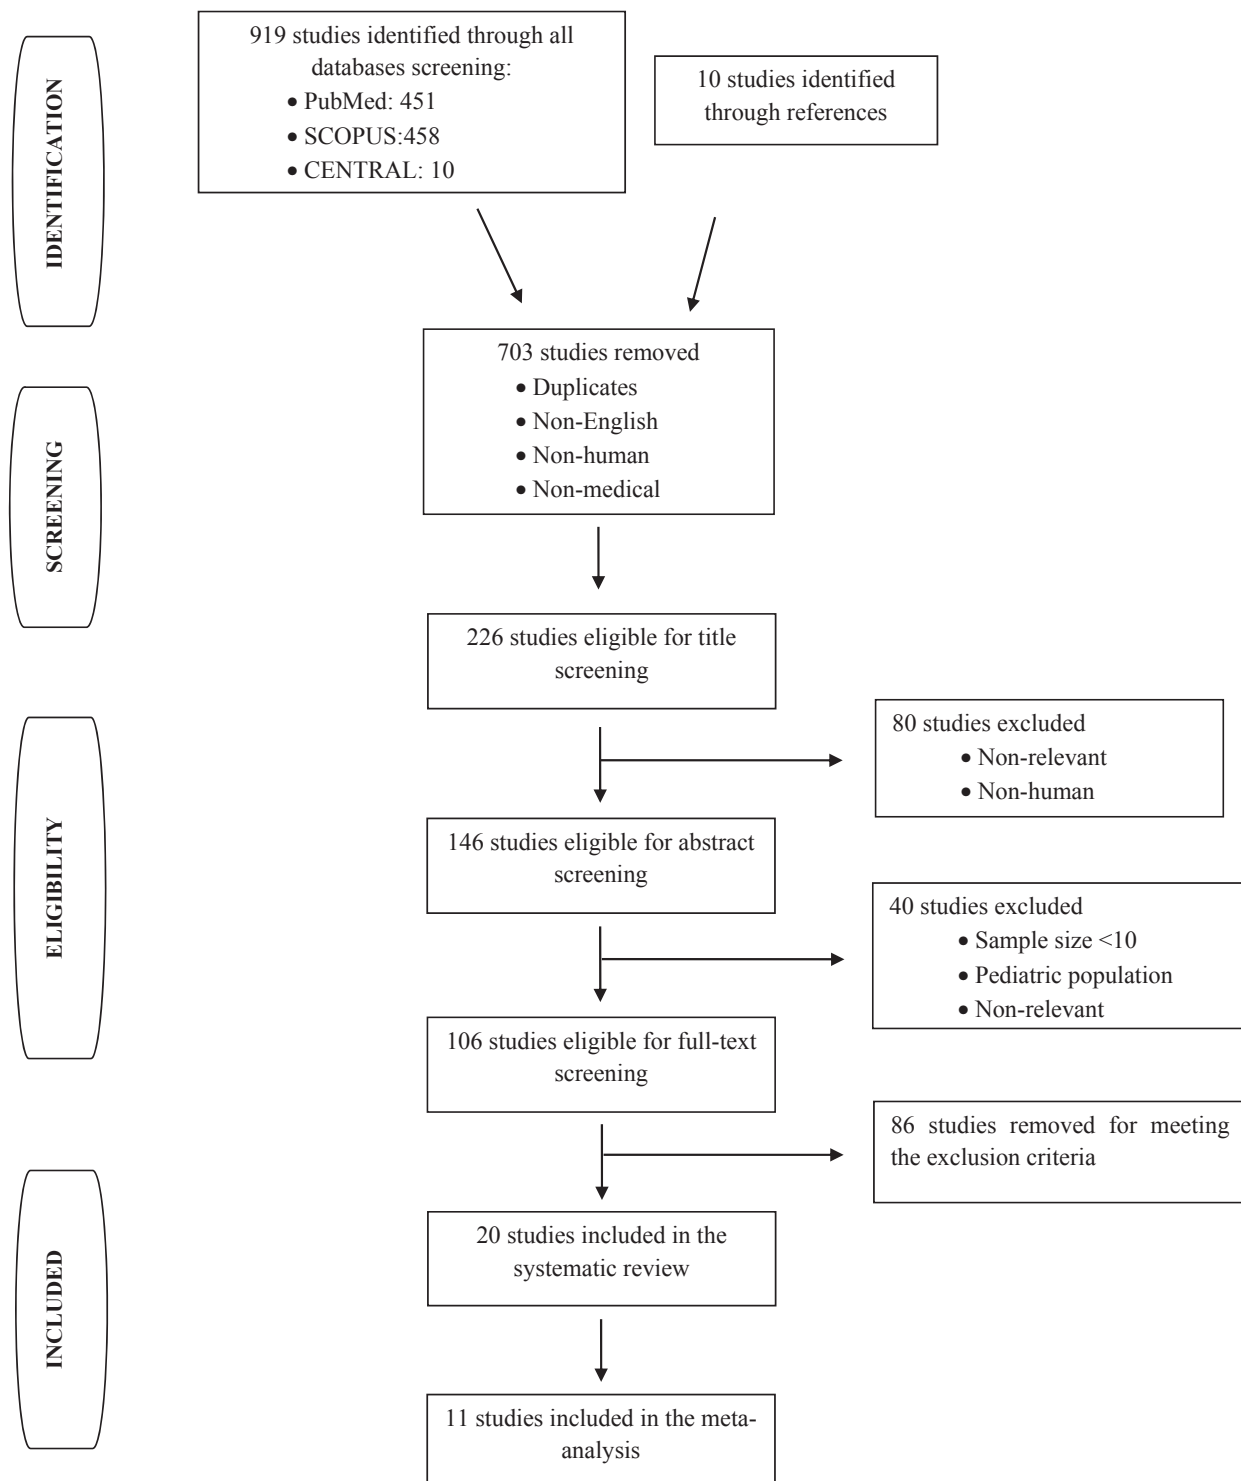 IDENTIFICATION
919 studies identified through all
databases screening:
• PubMed: 451
• SCOPUS:458
• CENTRAL: 10
10 studies identified
through references
SCREENING
703 studies removed
• Duplicates
• Non-English
• Non-human
• Non-medical
226 studies eligible for title
screening
ELIGIBILITY
80 studies excluded
• Non-relevant
• Non-human
146 studies eligible for abstract
screening
40 studies excluded
• Sample size <10
• Pediatric population
• Non-relevant
106 studies eligible for full-text
screening
86 studies removed for meeting
the exclusion criteria
INCLUDED
20 studies included in the
systematic review
11 studies included in the meta-
analysis